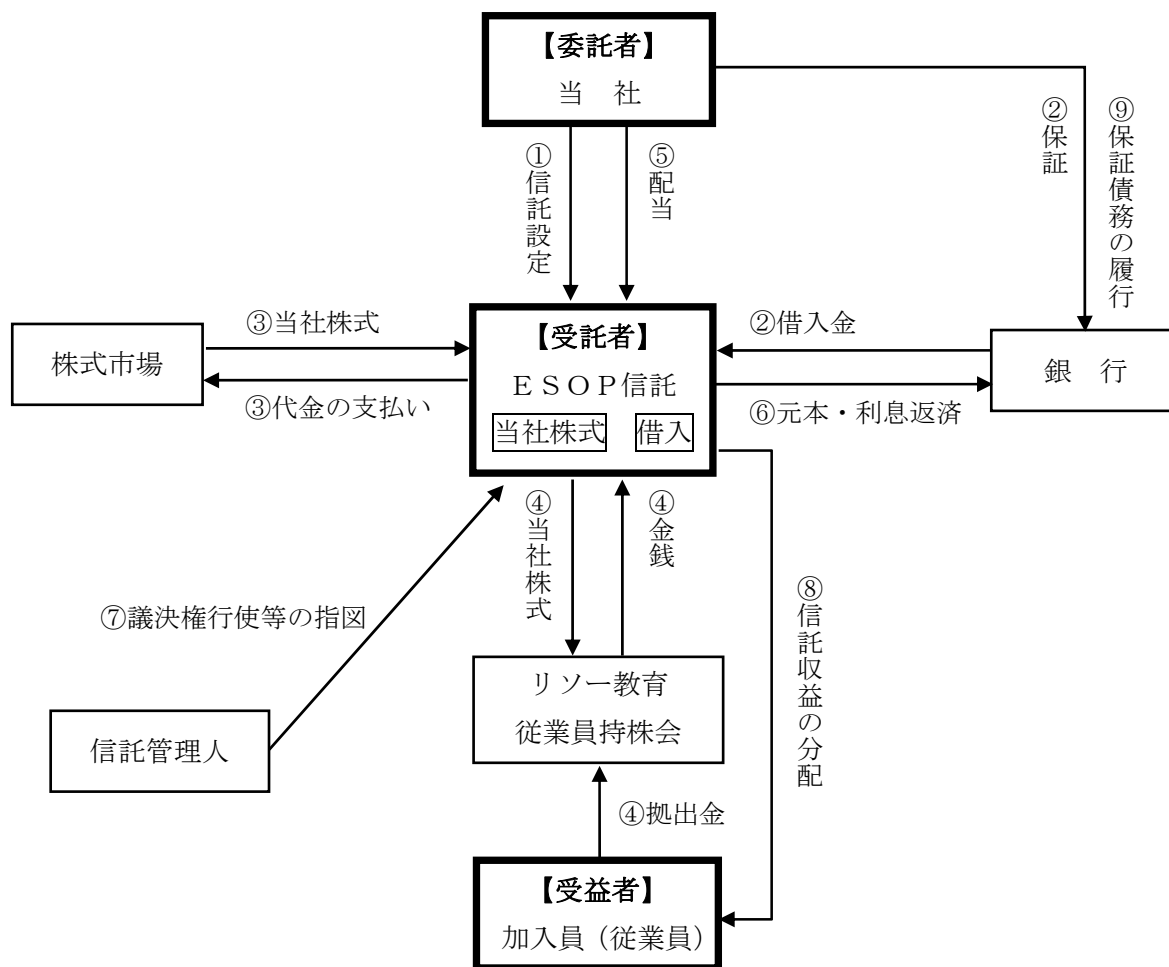 【委託者】
当 社
①信託設定
⑤配当
②保証
⑨保証債務の履行
株式市場
③当社株式
③代金の支払い
【受託者】
ＥＳＯＰ信託
当社株式 借入
②借入金
⑥元本・利息返済
銀 行
④当社株式
④金銭
⑧信託収益の分配
⑦議決権行使等の指図
信託管理人
リソー教育
従業員持株会
④拠出金
【受益者】
加入員（従業員）